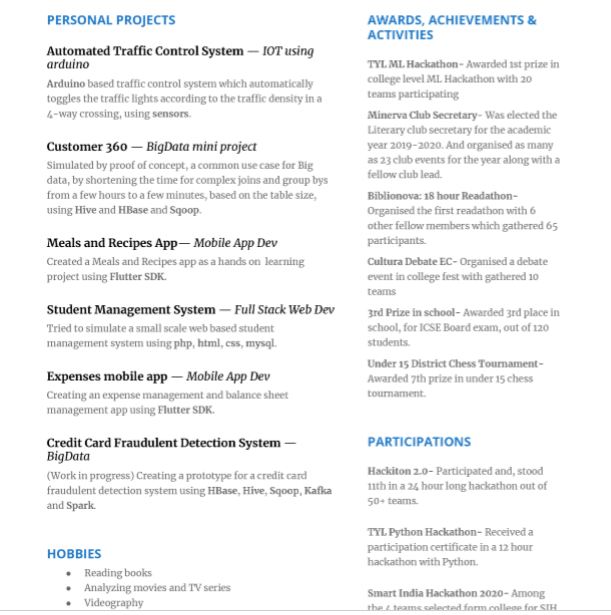 PERSONAL PROJECTS
Automated Traffic Control System — IOT using
arduino
Arduino based traffic control system which automatically
toggles the traffic lights according to the traffic density in a
4-way crossing, using sensors.
Customer 360 — BigData mini project
Simulated by proof of concept, a common use case for Big
data, by shortening the time for complex joins and group bys
from a few hours to a few minutes, based on the table size,
using Hive and HBase and Sqoop.
Meals and Recipes App— Mobile App Dev
Created a Meals and Recipes app as a hands on learning
project using Flutter SDK.
Student Management System — Full Stack Web Dev
Tried to simulate a small scale web based student
management system using php, html, css, mysql.
Expenses mobile app — Mobile App Dev
Creating an expense management and balance sheet
management app using Flutter SDK.
Credit Card Fraudulent Detection System —
BigData
(Work in progress) Creating a prototype for a credit card
fraudulent detection system using HBase, Hive, Sqoop, Kafka
and Spark.
HOBBIES
● Reading books
● Analyzing movies and TV series
● Videography
AWARDS, ACHIEVEMENTS &
ACTIVITIES
TYL ML Hackathon- Awarded 1st prize in
college level ML Hackathon with 20
teams participating
Minerva Club Secretary- Was elected the
Literary club secretary for the academic
year 2019-2020. And organised as many
as 23 club events for the year along with a
fellow club lead.
Biblionova: 18 hour Readathon-
Organised the first readathon with 6
other fellow members which gathered 65
participants.
Cultura Debate EC- Organised a debate
event in college fest with gathered 10
teams
3rd Prize in school- Awarded 3rd place in
school, for ICSE Board exam, out of 120
students.
Under 15 District Chess Tournament-
Awarded 7th prize in under 15 chess
tournament.
PARTICIPATIONS
Hackiton 2.0- Participated and, stood
11th in a 24 hour long hackathon out of
50+ teams.
TYL Python Hackathon- Received a
participation certificate in a 12 hour
hackathon with Python.
Smart India Hackathon 2020- Among
the 4 teams selected form college for SIH